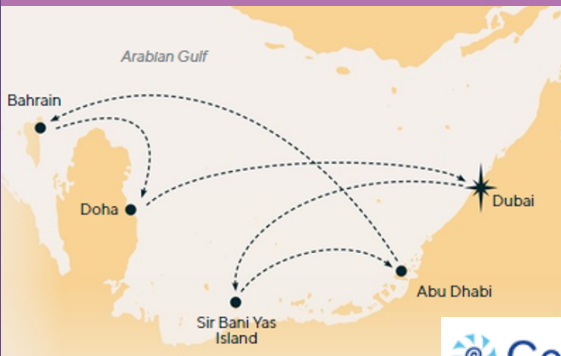 Arabian Gulf
Bahrain
Doha
Dubai
Abu Dhabi
Sir Bani Yas
Island